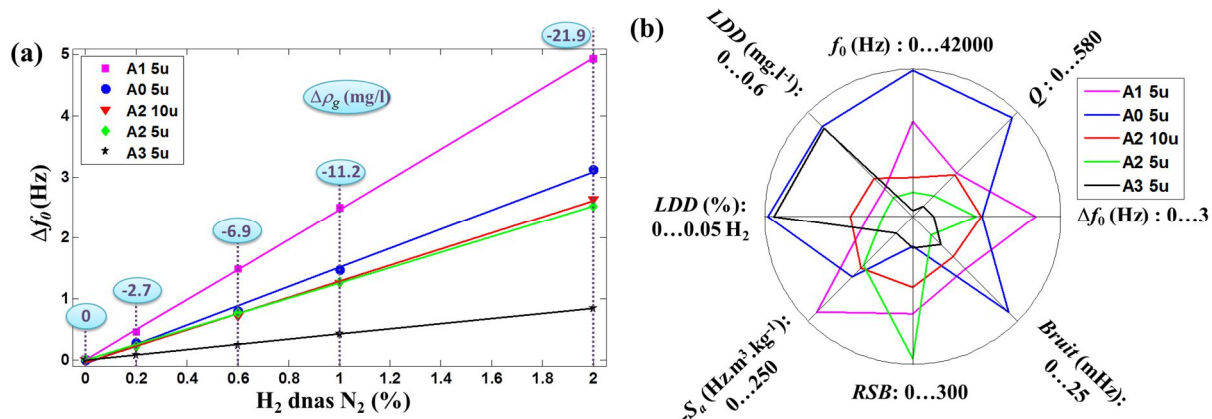 (a)
5
4
3
2
1
0
Δf₀ (Hz)
A1 5u
A0 5u
A2 10u
A2 5u
A3 5u
Δρg (mg/l)
0
-2.7
-6.9
-11.2
-21.9
0 0.2 0.4 0.6 0.8 1 1.2 1.4 1.6 1.8 2
H₂ dnas N₂ (%)
(b)
LDD (mg.l⁻¹):
0…0.6
f₀ (Hz) : 0…42000
Q: 0…580
A1 5u
A0 5u
A2 10u
A2 5u
A3 5u
LDD (%):
0…0.05 H₂
Δf₀ (Hz) : 0…3
-Sₐ (Hz.m³.kg⁻¹):
0…250
RSB: 0…300
Bruit (mHz):
0…25